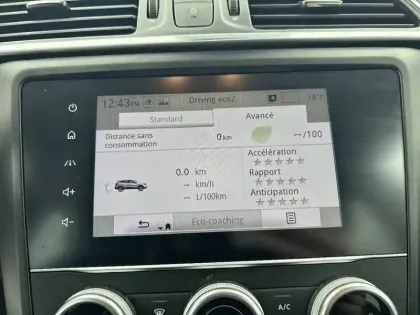 12:43PM Driving eco2 18°F
Standard Avancé
Distance sans
consommation 0 km --/100
0.0 km
-- km/h
-- L/100km
Accélération
Rapport
Anticipation
Eco-coaching
A/C